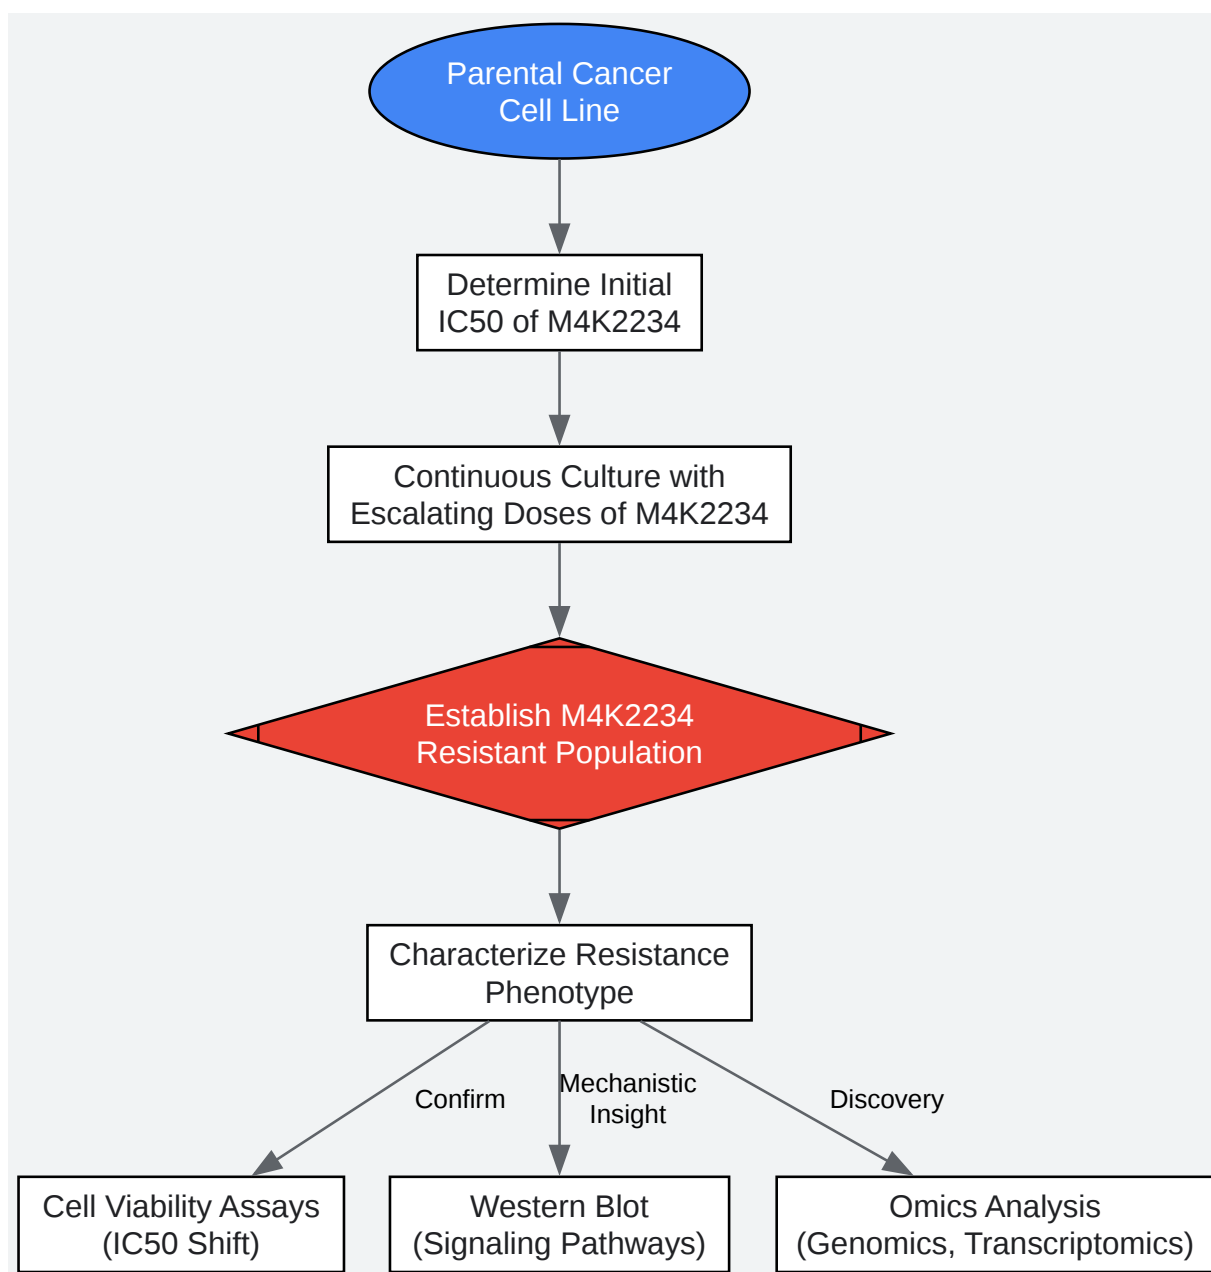 Parental Cancer
Cell Line
Determine Initial
IC50 of M4K2234
Continuous Culture with
Escalating Doses of M4K2234
Establish M4K2234
Resistant Population
Characterize Resistance
Phenotype
Confirm
Mechanistic
Insight
Discovery
Cell Viability Assays
(IC50 Shift)
Western Blot
(Signaling Pathways)
Omics Analysis
(Genomics, Transcriptomics)